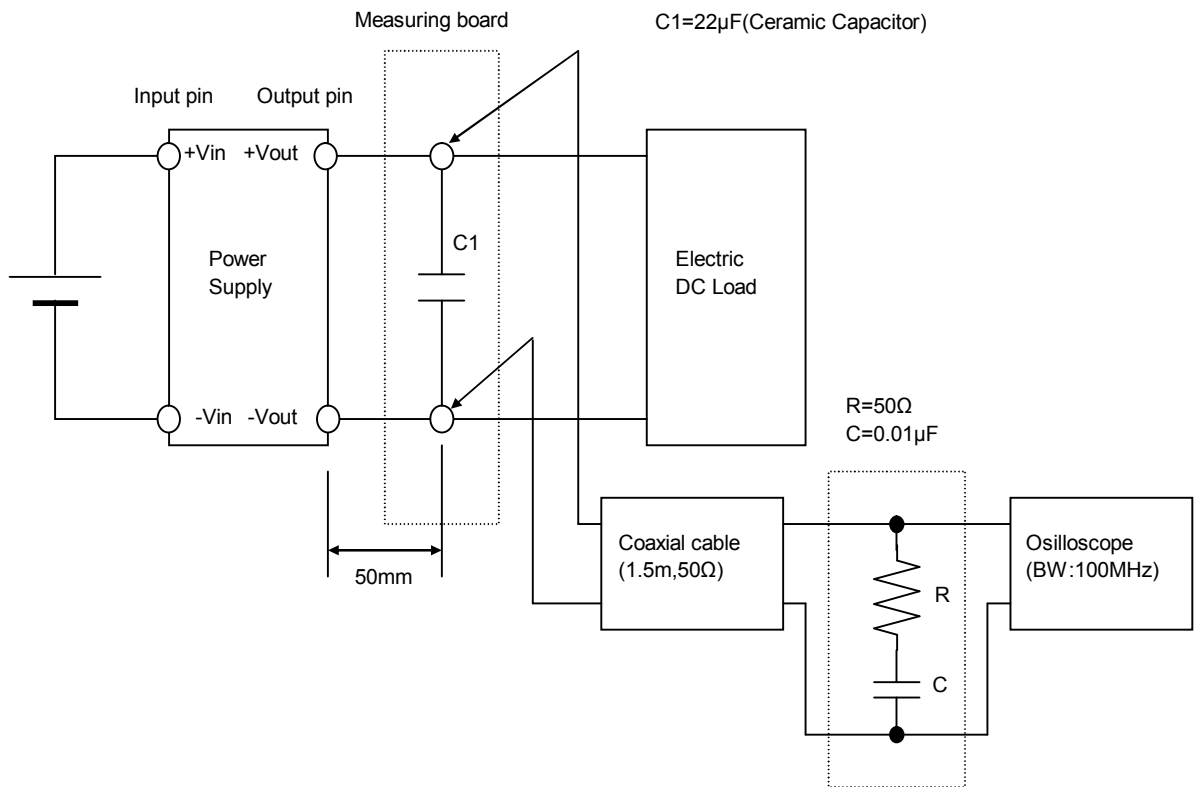 Measuring board
C1=22µF(Ceramic Capacitor)
Input pin
Output pin
+Vin
+Vout
C1
Power
Supply
Electric
DC Load
-Vin
-Vout
R=50Ω
C=0.01µF
50mm
Coaxial cable
(1.5m,50Ω)
R
C
Osilloscope
(BW:100MHz)